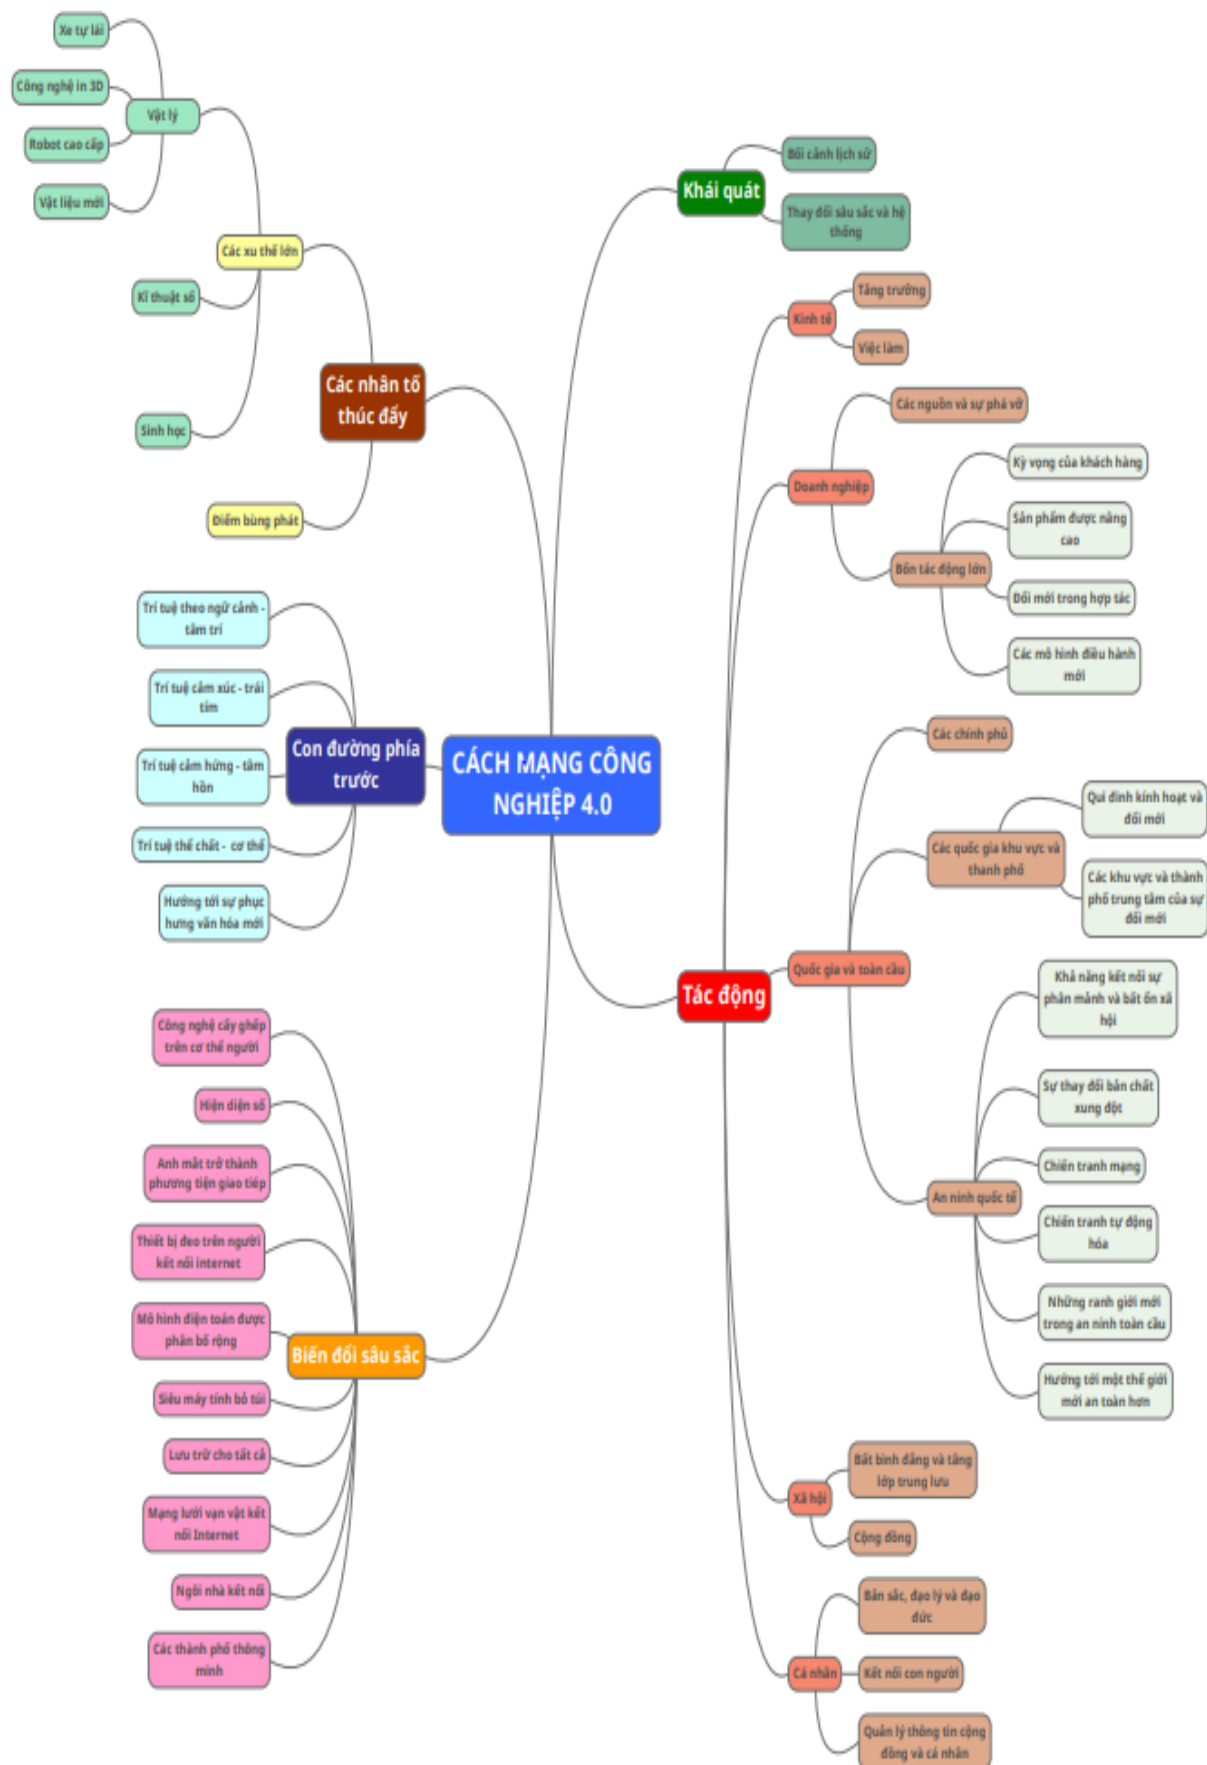 CÁCH MẠNG CÔNG
NGHIỆP 4.0
Khái quát
Bối cảnh lịch sử
Thay đổi sâu sắc và hệ
thống
Các nhân tố
thúc đẩy
Các xu thế lớn
Vật lý
Xe tự lái
Công nghệ in 3D
Robot cao cấp
Vật liệu mới
Kĩ thuật số
Sinh học
Điểm bùng phát
Tác động
Kinh tế
Tăng trưởng
Việc làm
Doanh nghiệp
Các nguồn và sự phá vỡ
Bốn tác động lớn
Kỳ vọng của khách hàng
Sản phẩm được nâng
cao
Đổi mới trong hợp tác
Các mô hình điều hành
mới
Quốc gia và toàn cầu
Các chính phủ
Các quốc gia khu vực và
thanh phố
Qui đinh kính hoạt và
đổi mới
Các khu vực và thành
phố trung tâm của sự
đổi mới
An ninh quốc tế
Khả năng kết nối sự
phân mảnh và bất ổn xã
hội
Sự thay đổi bản chất
xung đột
Chiến tranh mạng
Chiến tranh tự động
hóa
Những ranh giới mới
trong an ninh toàn cầu
Hướng tới một thế giới
mới an toàn hơn
Xã hội
Bất bình đẳng và tầng
lớp trung lưu
Cộng đồng
Cá nhân
Bản sắc, đạo lý và đạo
đức
Kết nối con người
Quản lý thông tin cộng
đồng và cá nhân
Con đường phía
trước
Trí tuệ theo ngữ cảnh -
tâm trí
Trí tuệ cảm xúc - trái
tim
Trí tuệ cảm hứng - tâm
hồn
Trí tuệ thể chất - cơ thể
Hướng tới sự phục
hưng văn hóa mới
Biến đổi sâu sắc
Công nghệ cấy ghép
trên cơ thể người
Hiện diện số
Anh mắt trở thành
phương tiện giao tiếp
Thiết bị đeo trên người
kết nối internet
Mô hình điện toán được
phân bố rộng
Siêu máy tính bỏ túi
Lưu trữ cho tất cả
Mạng lưới vạn vật kết
nối Internet
Ngôi nhà kết nối
Các thành phố thông
minh